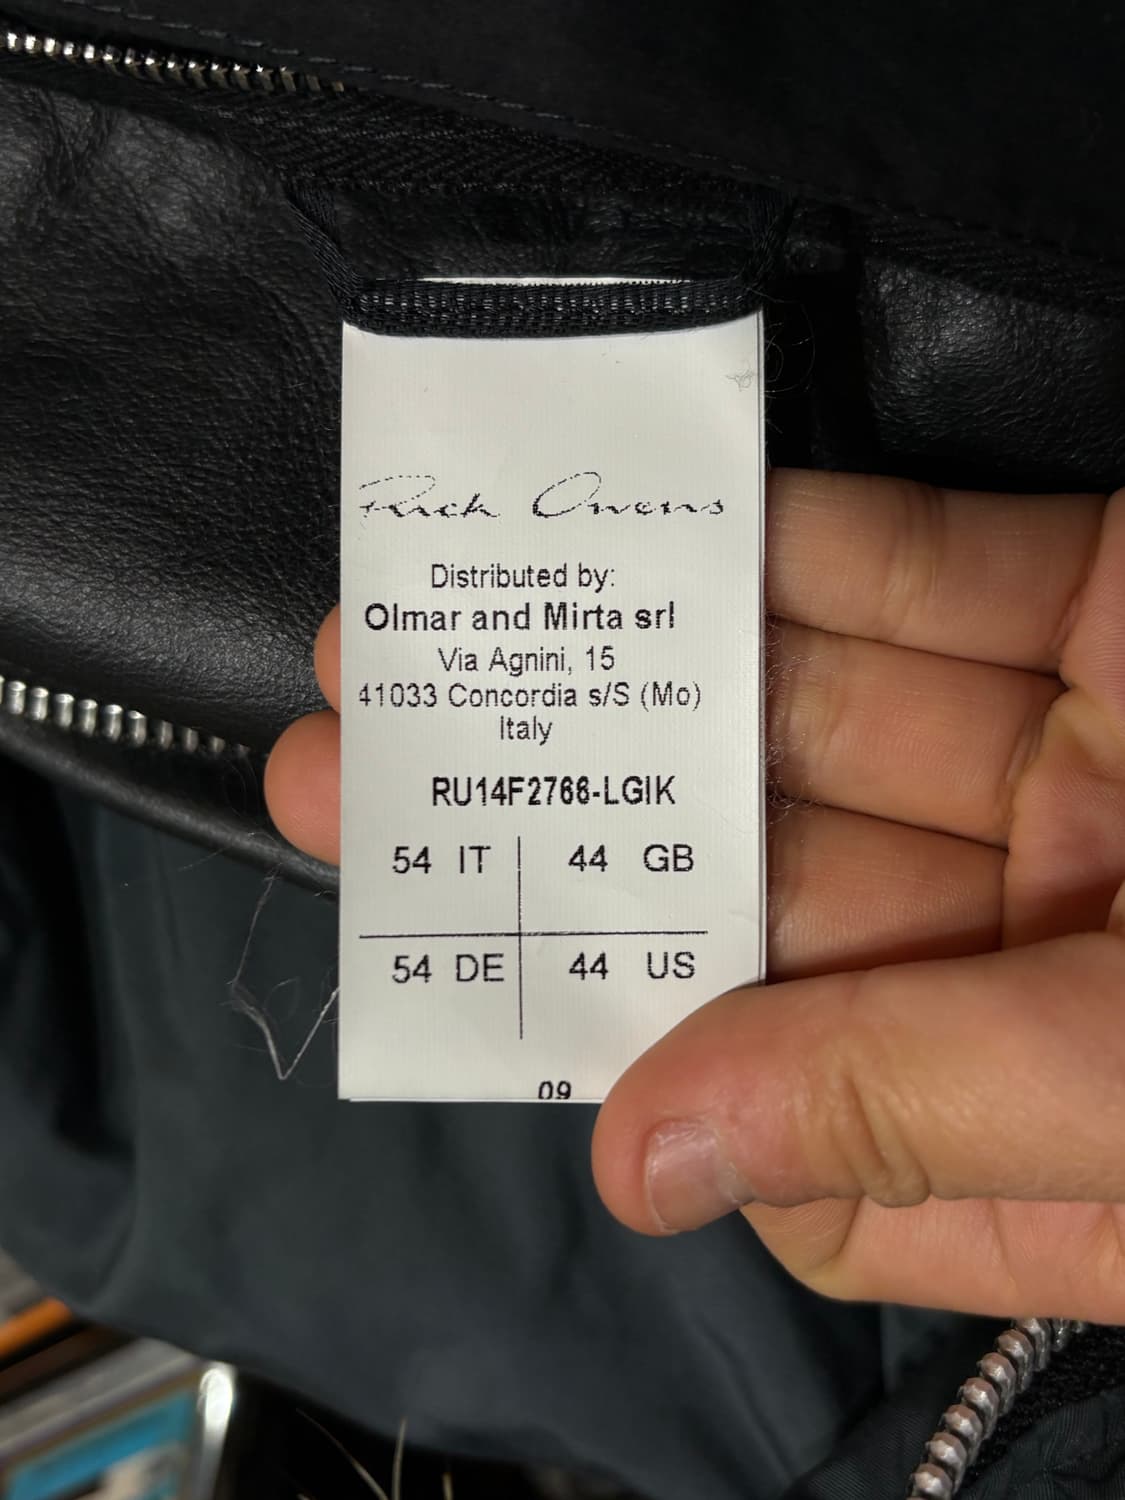 Rick Owens
Distributed by:
Olmar and Mirta srl
Via Agnini, 15
41033 Concordia s/S (Mo)
Italy
RU14F2766-LGIK
54 IT 44 GB
54 DE 44 US
09